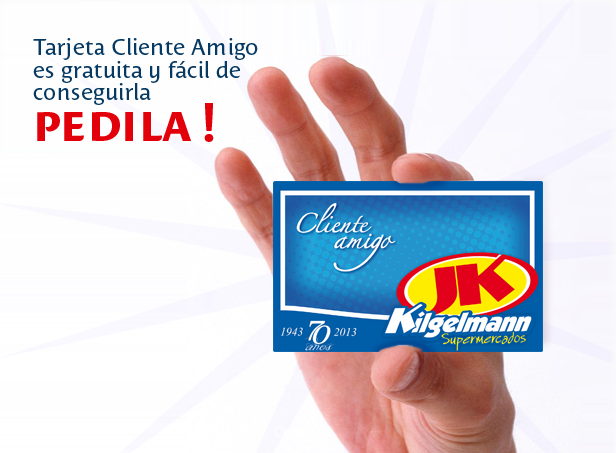 Tarjeta Cliente Amigo
es gratuita y fácil de
conseguirla
PEDILA !
Cliente
amigo
JK
Kilgelmann
Supermercados
1943 70 2013
años